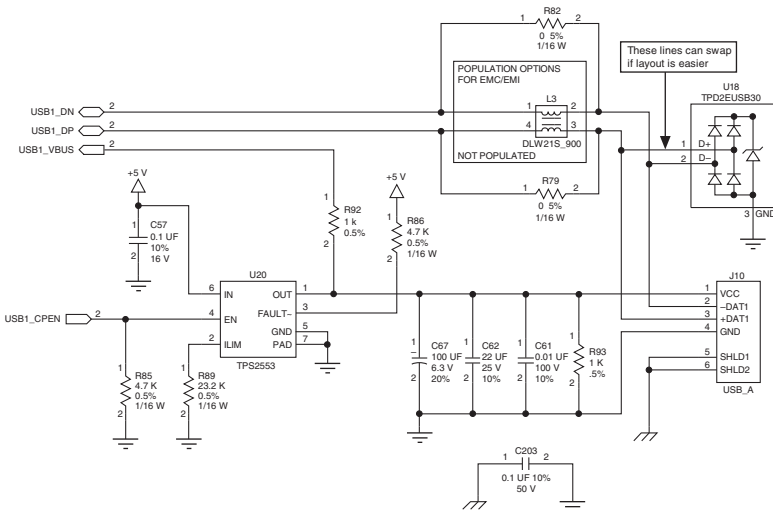 R82
1 2
0 5%
1/16 W
POPULATION OPTIONS
FOR EMC/EMI
L3
1 2
4 3
DLW21S_900
NOT POPULATED
These lines can swap
if layout is easier
U18
TPD2EUSB30
1 D+
2 D–
3 GND
USB1_DN 2
USB1_DP 2
USB1_VBUS 2
R79
1 2
0 5%
1/16 W
+5 V
1
C57
0.1 UF
10%
16 V
2
1
R92
1 k
0.5%
2
+5 V
1
R86
4.7 K
0.5%
1/16 W
2
U20
6 IN OUT 1
FAULT– 3
4 EN
GND 5
2 ILIM PAD 7
TPS2553
USB1_CPEN 2
1
R85
4.7 K
0.5%
1/16 W
2
1
R89
23.2 K
0.5%
1/16 W
2
1
–
C67
100 UF
6.3 V
20%
2
1
C62
22 UF
25 V
10%
2
1
C61
0.01 UF
100 V
10%
2
1
R93
1 K
.5%
2
J10
1 VCC
2 –DAT1
3 +DAT1
4 GND
5 SHLD1
6 SHLD2
USB_A
C203
1 2
0.1 UF 10%
50 V